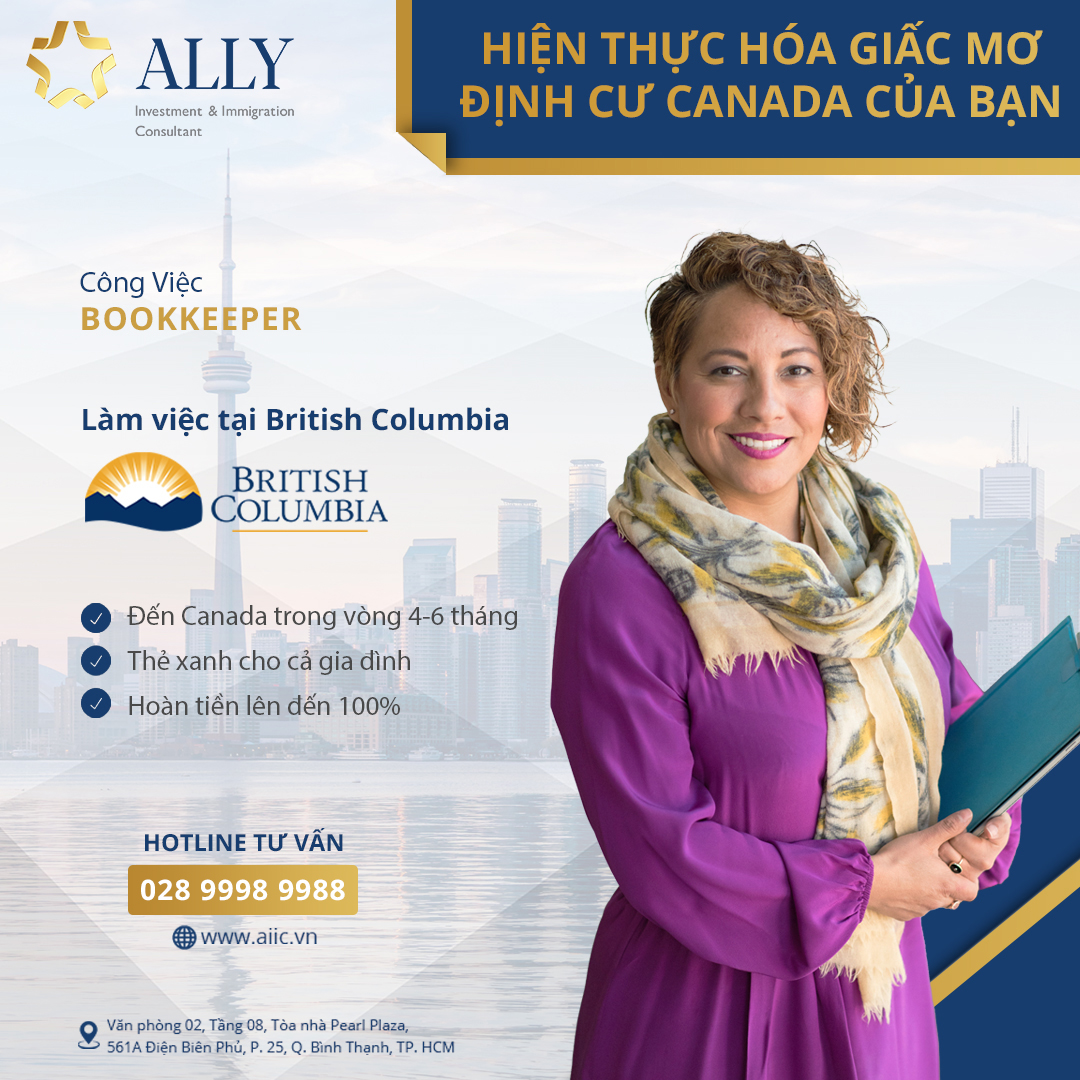 ALLY
Investment & Immigration
Consultant
HIỆN THỰC HÓA GIẤC MƠ
ĐỊNH CƯ CANADA CỦA BẠN
Công Việc
BOOKKEEPER
Làm việc tại British Columbia
BRITISH
COLUMBIA
Đến Canada trong vòng 4-6 tháng
Thẻ xanh cho cả gia đình
Hoàn tiền lên đến 100%
HOTLINE TƯ VẤN
028 9998 9988
www.aiic.vn
Văn phòng 02, Tầng 08, Tòa nhà Pearl Plaza,
561A Điện Biên Phủ, P. 25, Q. Bình Thạnh, TP. HCM